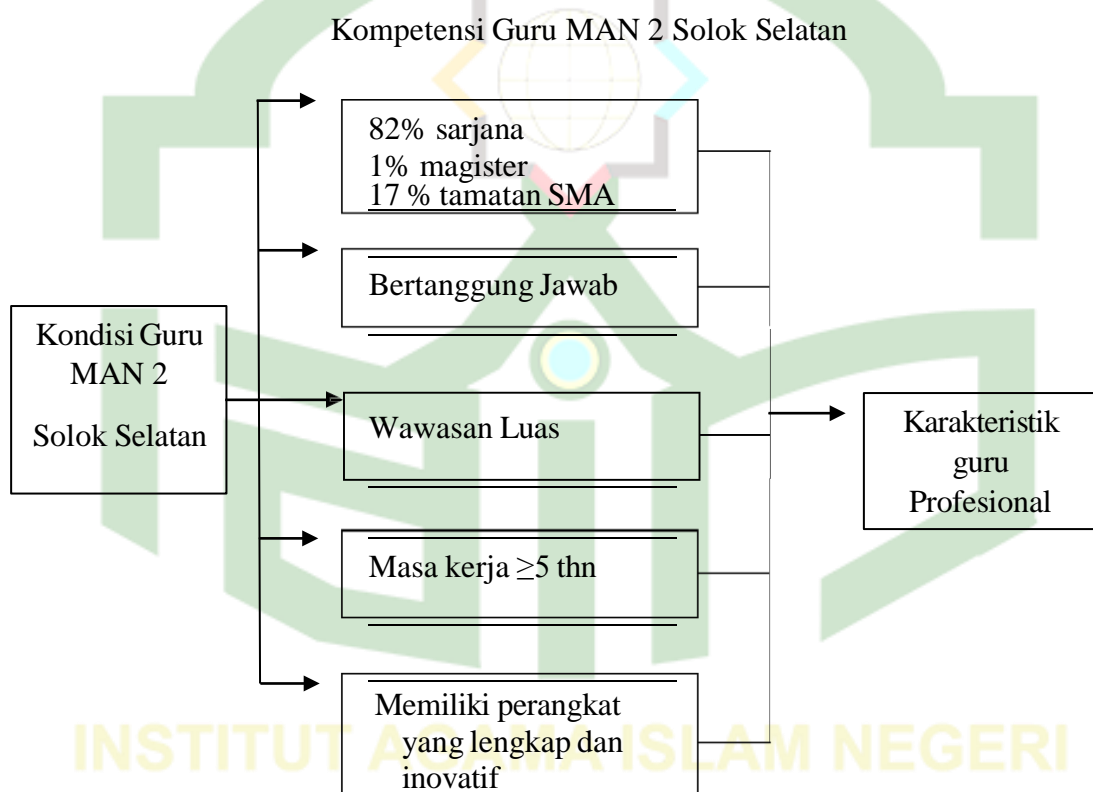 Kompetensi Guru MAN 2 Solok Selatan
82% sarjana
1% magister
17 % tamatan SMA
Bertanggung Jawab
Kondisi Guru
MAN 2
Solok Selatan
Wawasan Luas
Masa kerja ≥5 thn
Memiliki perangkat
yang lengkap dan
inovatif
Karakteristik
guru
Profesional
INSTITUT AGAMA ISLAM NEGERI